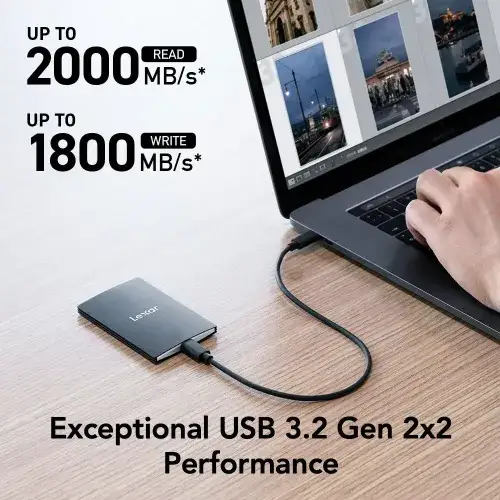 UP TO
2000 READ MB/s*
UP TO
1800 WRITE MB/s*
Lexar
Exceptional USB 3.2 Gen 2x2
Performance